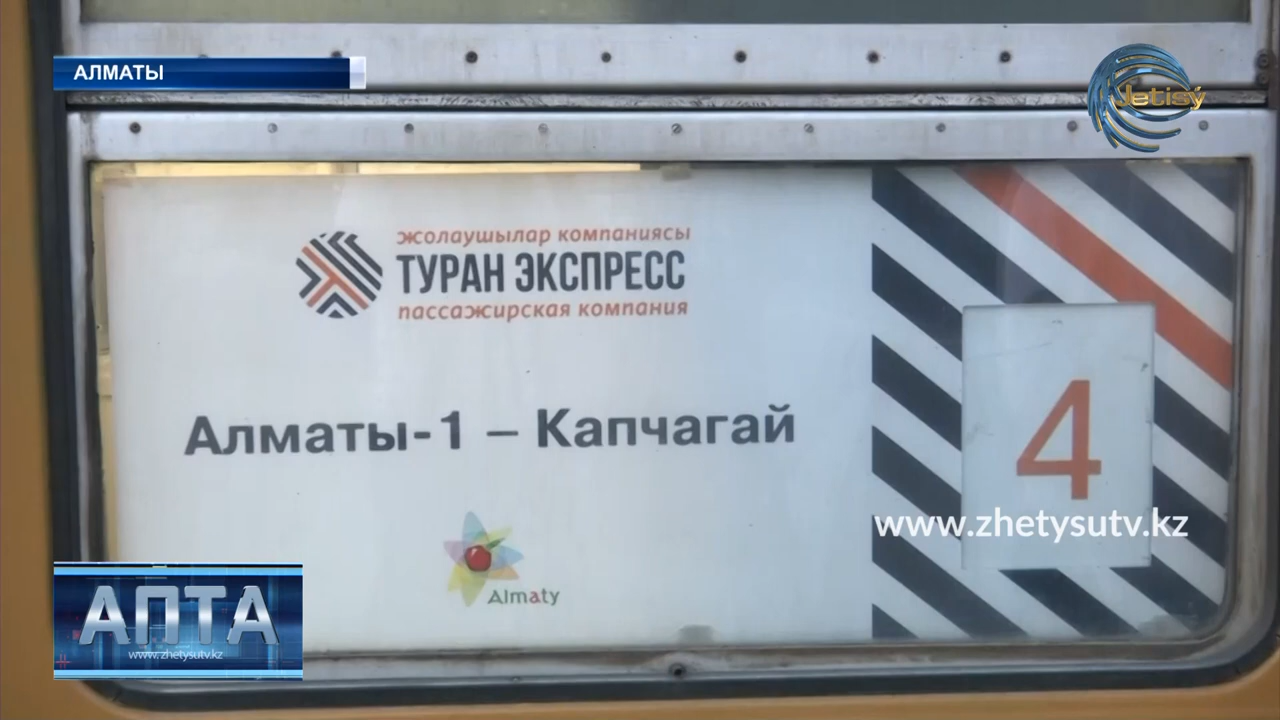 АЛМАТЫ
Jetisý
жолаушылар компаниясы
ТУРАН ЭКСПРЕСС
пассажирская компания
Алматы-1 – Капчагай
4
www.zhetysutv.kz
Almaty
АПТА
www.zhetysutv.kz